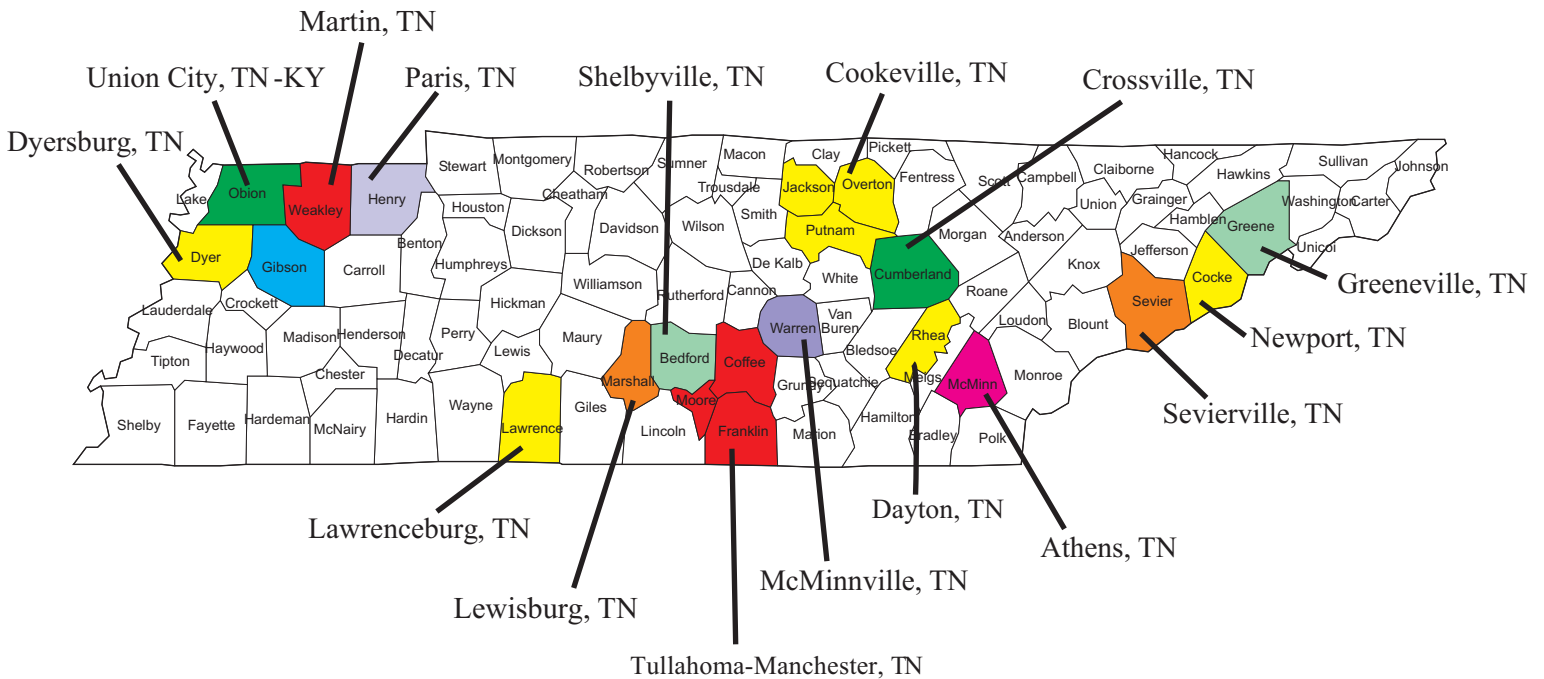 Martin, TN
Union City, TN -KY
Paris, TN
Shelbyville, TN
Cookeville, TN
Crossville, TN
Dyersburg, TN
Stewart
Montgomery
Robertson
Sumner
Macon
Clay
Pickett
Hancock
Sullivan
Johnson
Lake
Obion
Weakley
Henry
Houston
Cheatham
Trousdale
Jackson
Overton
Fentress
Scott
Campbell
Claiborne
Hawkins
Union
Grainger
Hamblen
Greene
Washington
Carter
Unicoi
Dyer
Gibson
Carroll
Benton
Humphreys
Dickson
Davidson
Wilson
Smith
Putnam
De Kalb
White
Cumberland
Morgan
Anderson
Knox
Jefferson
Cocke
Sevier
Greeneville, TN
Lauderdale
Crockett
Madison
Henderson
Decatur
Perry
Hickman
Williamson
Rutherford
Cannon
Warren
Van
Buren
Bledsoe
Rhea
Roane
Loudon
Blount
Newport, TN
Tipton
Haywood
Chester
Lewis
Maury
Marshall
Bedford
Coffee
Moore
Grundy
Sequatchie
Meigs
McMinn
Monroe
Sevierville, TN
Shelby
Fayette
Hardeman
McNairy
Hardin
Wayne
Lawrence
Giles
Lincoln
Franklin
Marion
Hamilton
Bradley
Polk
Lawrenceburg, TN
Dayton, TN
Athens, TN
McMinnville, TN
Lewisburg, TN
Tullahoma-Manchester, TN